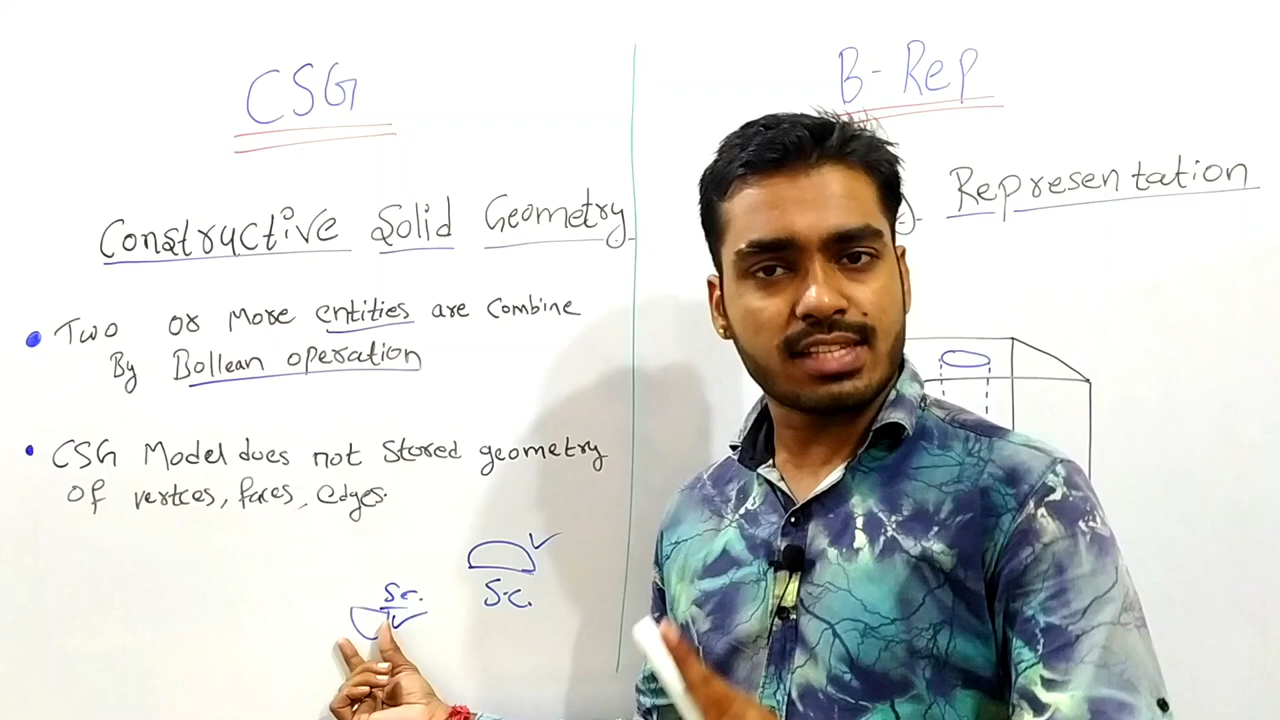 CSG
Constructive Solid Geometry
Two or more entities are combine
By Bollean operation
CSG Model does not Stored geometry
Of vertces, faces, edges.
S.C.
S.C.
B-Rep
Representation